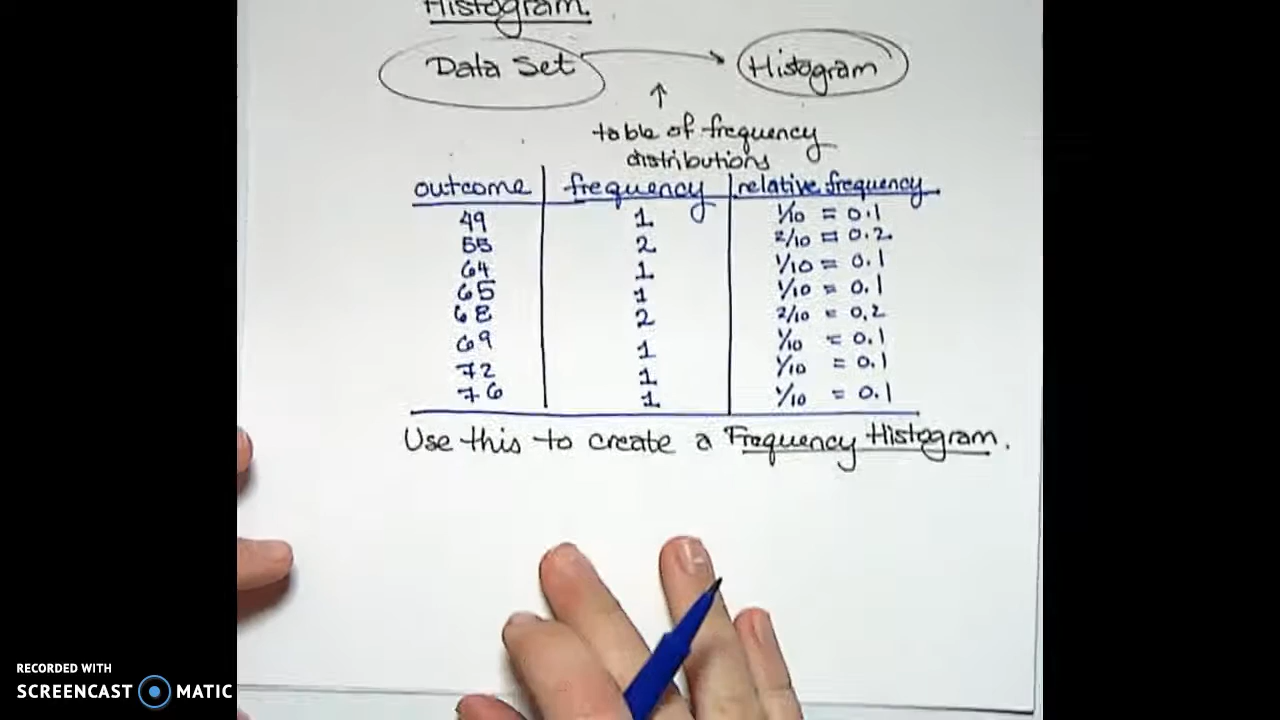 Histogram.
Data Set
Histogram
table of frequency
distributions
outcome frequency relative frequency
49 1 1/10 = 0.1
55 2 2/10 = 0.2
64 1 1/10 = 0.1
65 1 1/10 = 0.1
68 2 2/10 = 0.2
69 1 1/10 = 0.1
72 1 1/10 = 0.1
76 1 1/10 = 0.1
Use this to create a Frequency Histogram.
RECORDED WITH
SCREENCAST MATIC